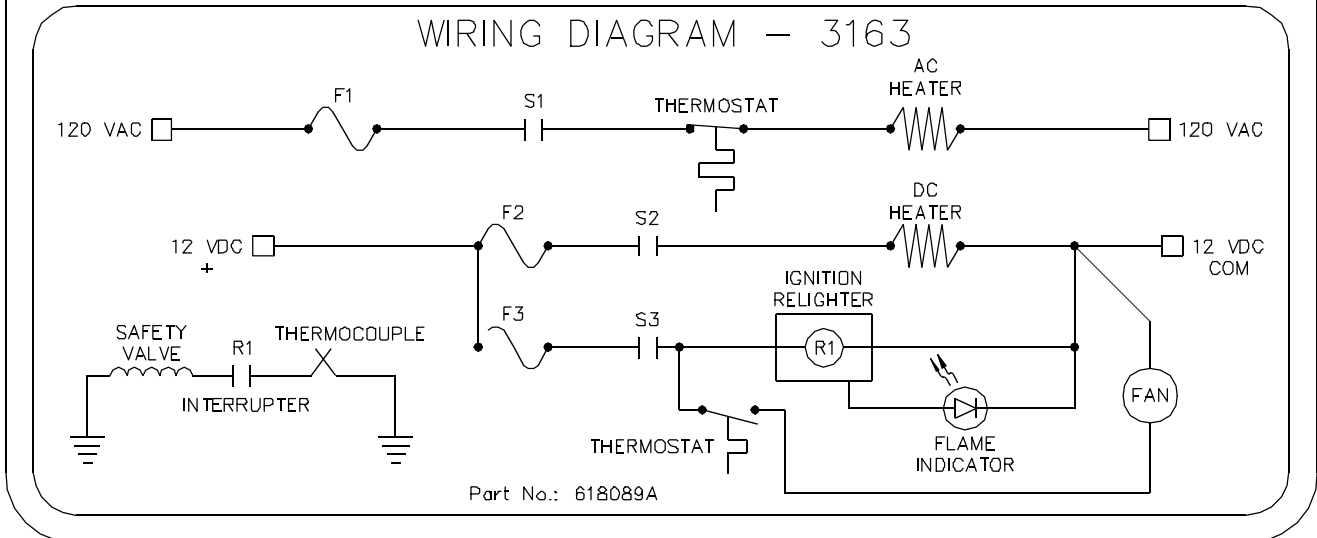 WIRING DIAGRAM - 3163
F1
S1
THERMOSTAT
AC
HEATER
120 VAC
120 VAC
F2
S2
DC
HEATER
12 VDC
+
12 VDC
COM
F3
S3
IGNITION
RELIGHTER
R1
SAFETY
VALVE
R1
THERMOCOUPLE
INTERRUPTER
FAN
THERMOSTAT
FLAME
INDICATOR
Part No.: 618089A